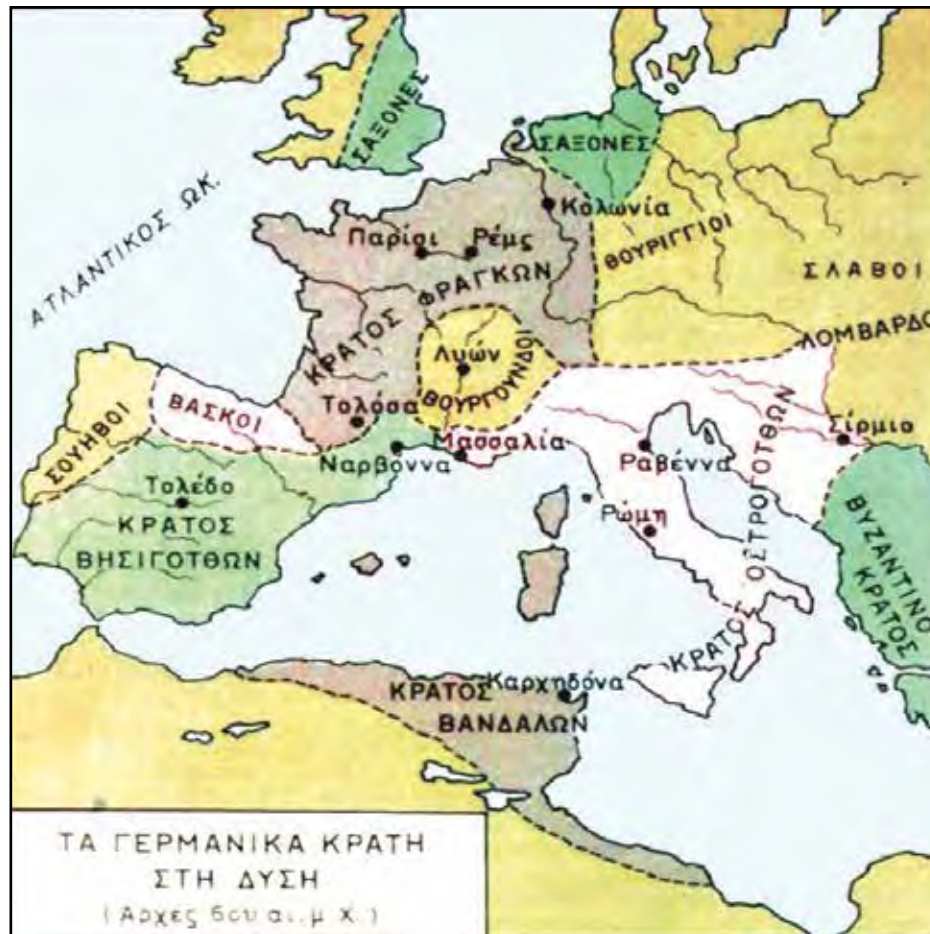 ΣΑΞΟΝΕΣ
ΣΑΞΟΝΕΣ
ΑΤΛΑΝΤΙΚΟΣ ΩΚ.
Κολωνία
Παρίσι
Ρέμς
ΘΟΥΡΙΓΓΙΟΙ
ΣΛΑΒΟΙ
ΚΡΑΤΟΣ ΦΡΑΓΚΩΝ
ΛΟΜΒΑΡΔΟΙ
Λυών
ΒΟΥΡΓΟΥΝΔΟΙ
ΒΑΣΚΟΙ
Τολόσα
ΣΟΥΗΒΟΙ
Μασσαλία
Ναρβόννα
Ραβέννα
Σίρμιο
Τολέδο
ΚΡΑΤΟΣ
ΒΗΣΙΓΟΤΘΩΝ
Ρώμη
ΚΡΑΤΟΣ ΟΣΤΡΟΓΟΤΘΩΝ
ΒΥΖΑΝΤΙΝΟ
ΚΡΑΤΟΣ
Καρχηδόνα
ΚΡΑΤΟΣ
ΒΑΝΔΑΛΩΝ
ΤΑ ΓΕΡΜΑΝΙΚΑ ΚΡΑΤΗ
ΣΤΗ ΔΥΣΗ
(Αρχές 6ου αι. μ Χ.)